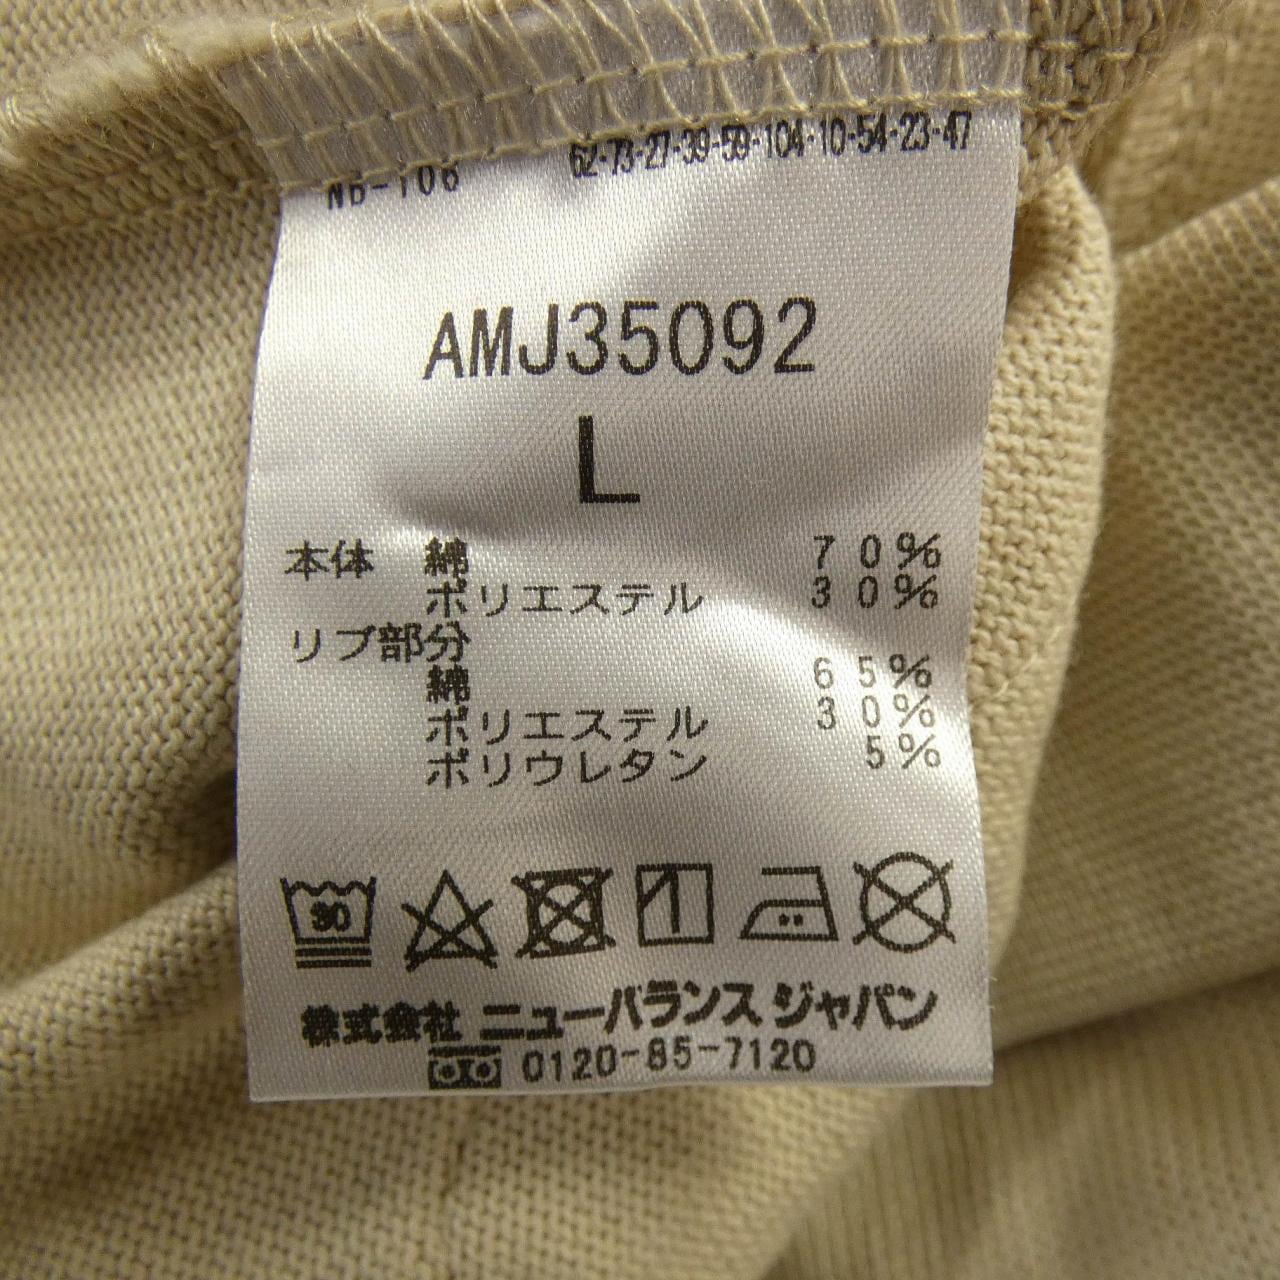 NB-106 62-73-27-39-59-104-10-54-23-47
AMJ35092
L
本体 綿 70%
ポリエステル 30%
リブ部分
綿 65%
ポリエステル 30%
ポリウレタン 5%
30
株式会社 ニューバランス ジャパン
0120-85-7120